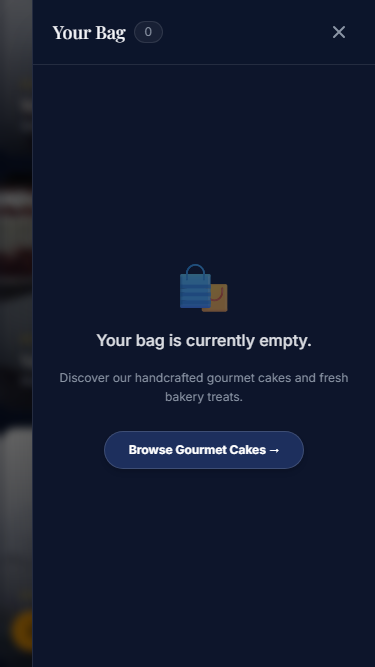 Your Bag 0 ✕
Your bag is currently empty.
Discover our handcrafted gourmet cakes and fresh
bakery treats.
Browse Gourmet Cakes →